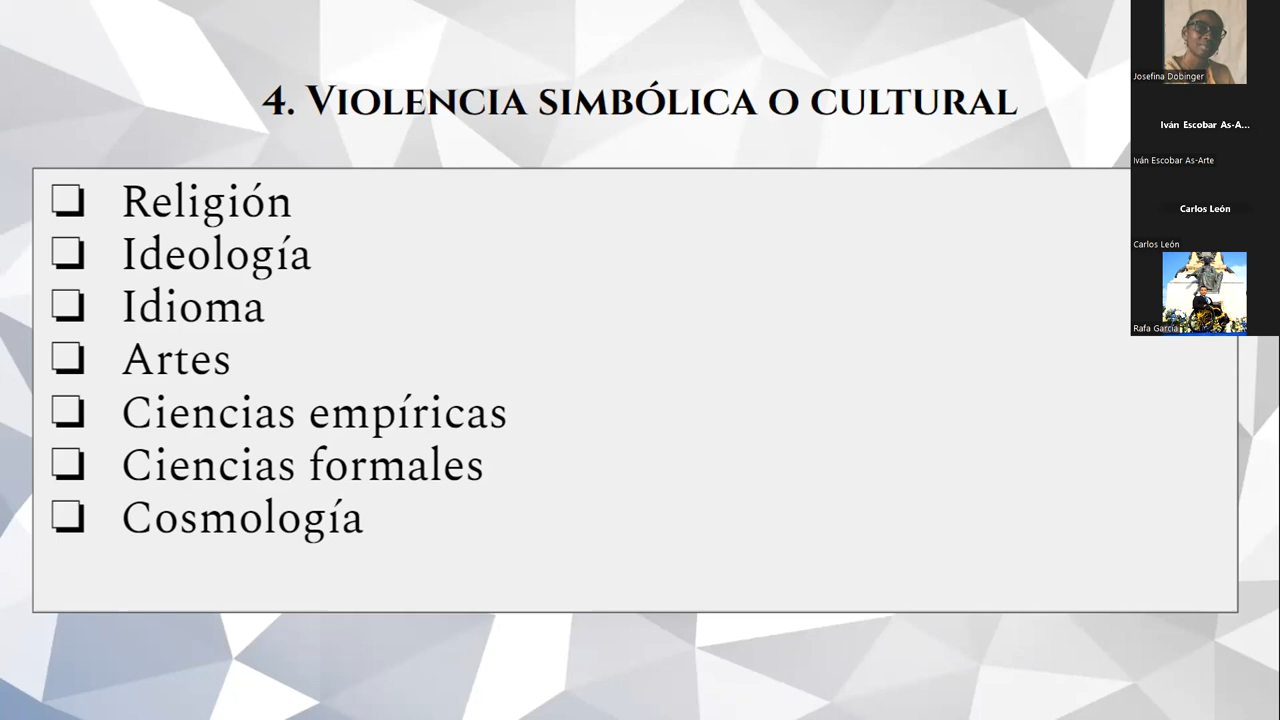 4. Violencia simbólica o cultural
❏ Religión
❏ Ideología
❏ Idioma
❏ Artes
❏ Ciencias empíricas
❏ Ciencias formales
❏ Cosmología
Josefina Dobinger
Iván Escobar As-A...
Iván Escobar As-Arte
Carlos León
Carlos León
Rafa García